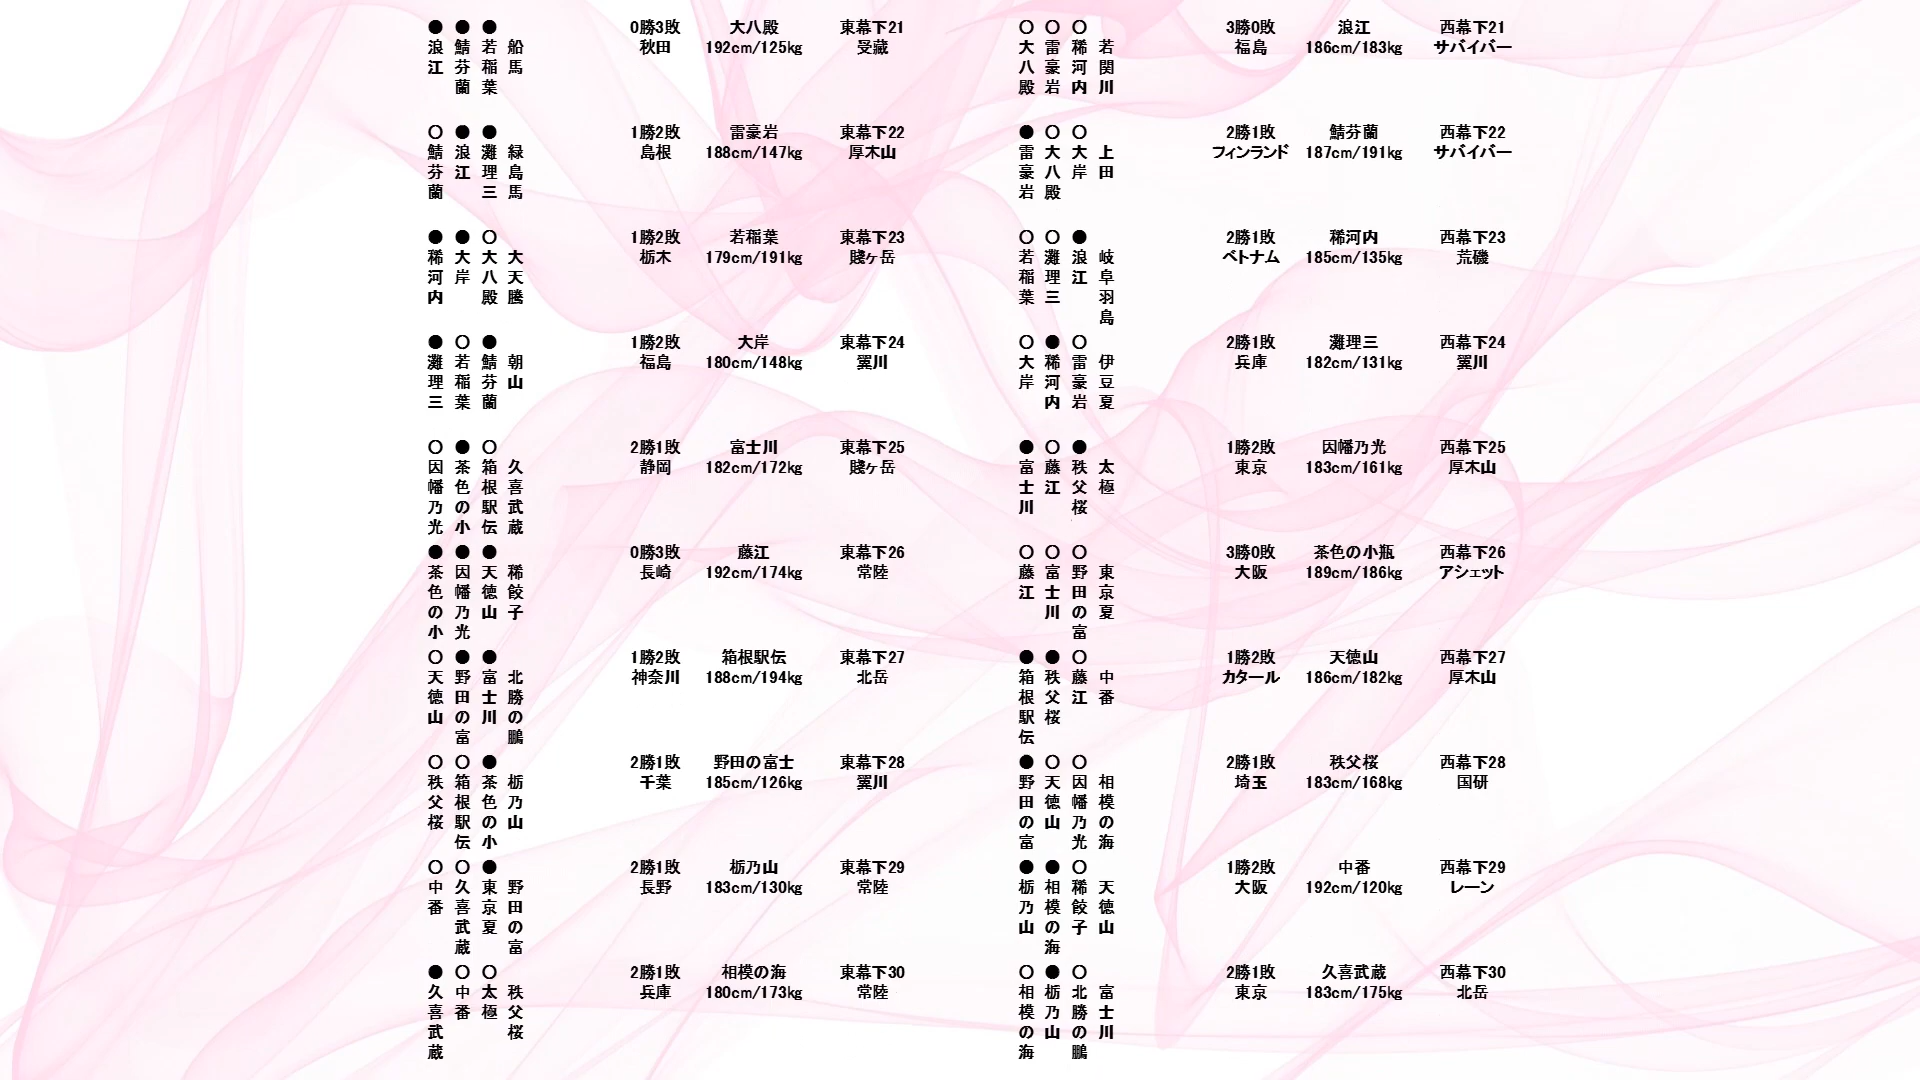 ●●● 0勝3敗 大八殿 東幕下21
浪江 鯖芬蘭 若稲葉 船馬 秋田 192cm/125kg 受蔵
○○○ 3勝0敗 浪江 西幕下21
大八殿 雷豪岩 稀河内 若関川 福島 186cm/183kg サバイバー
○●● 1勝2敗 雷豪岩 東幕下22
鯖芬蘭 浪江 灘理三 緑島馬 島根 188cm/147kg 厚木山
●○○ 2勝1敗 鯖芬蘭 西幕下22
雷豪岩 大八殿 大岸 上田 フィンランド 187cm/191kg サバイバー
●●○ 1勝2敗 若稲葉 東幕下23
稀河内 大岸 大八殿 大天騰 栃木 179cm/191kg 賤ヶ岳
○○● 2勝1敗 稀河内 西幕下23
若稲葉 灘理三 浪江 岐阜羽島 ベトナム 185cm/135kg 荒磯
●○● 1勝2敗 大岸 東幕下24
灘理三 若稲葉 鯖芬蘭 朝山 福島 180cm/148kg 翼川
○●○ 2勝1敗 灘理三 西幕下24
大岸 稀河内 雷豪岩 伊豆夏 兵庫 182cm/131kg 翼川
○●○ 2勝1敗 富士川 東幕下25
因幡乃光 茶色の小 箱根駅伝 久喜武蔵 静岡 182cm/172kg 賤ヶ岳
●○● 1勝2敗 因幡乃光 西幕下25
富士川 藤江 秩父桜 太極 東京 183cm/161kg 厚木山
●●● 0勝3敗 藤江 東幕下26
茶色の小 因幡乃光 天徳山 稀餃子 長崎 192cm/174kg 常陸
○○○ 3勝0敗 茶色の小瓶 西幕下26
藤江 富士川 野田の富 東京夏 大阪 189cm/186kg アシェット
○●● 1勝2敗 箱根駅伝 東幕下27
天徳山 野田の富 富士川 北勝の鵬 神奈川 188cm/194kg 北岳
●●○ 1勝2敗 天徳山 西幕下27
箱根駅伝 秩父桜 藤江 中番 カタール 186cm/182kg 厚木山
○○● 2勝1敗 野田の富士 東幕下28
秩父桜 箱根駅伝 茶色の小 栃乃山 千葉 185cm/126kg 翼川
●○○ 2勝1敗 秩父桜 西幕下28
野田の富 天徳山 因幡乃光 相模の海 埼玉 183cm/168kg 国研
○○● 2勝1敗 栃乃山 東幕下29
中番 久喜武蔵 東京夏 野田の富 長野 183cm/130kg 常陸
●●○ 1勝2敗 中番 西幕下29
栃乃山 相模の海 稀餃子 天徳山 大阪 192cm/120kg レーン
●○○ 2勝1敗 相模の海 東幕下30
久喜武蔵 中番 太極 秩父桜 兵庫 180cm/173kg 常陸
○●○ 2勝1敗 久喜武蔵 西幕下30
相模の海 栃乃山 北勝の鵬 富士川 東京 183cm/175kg 北岳